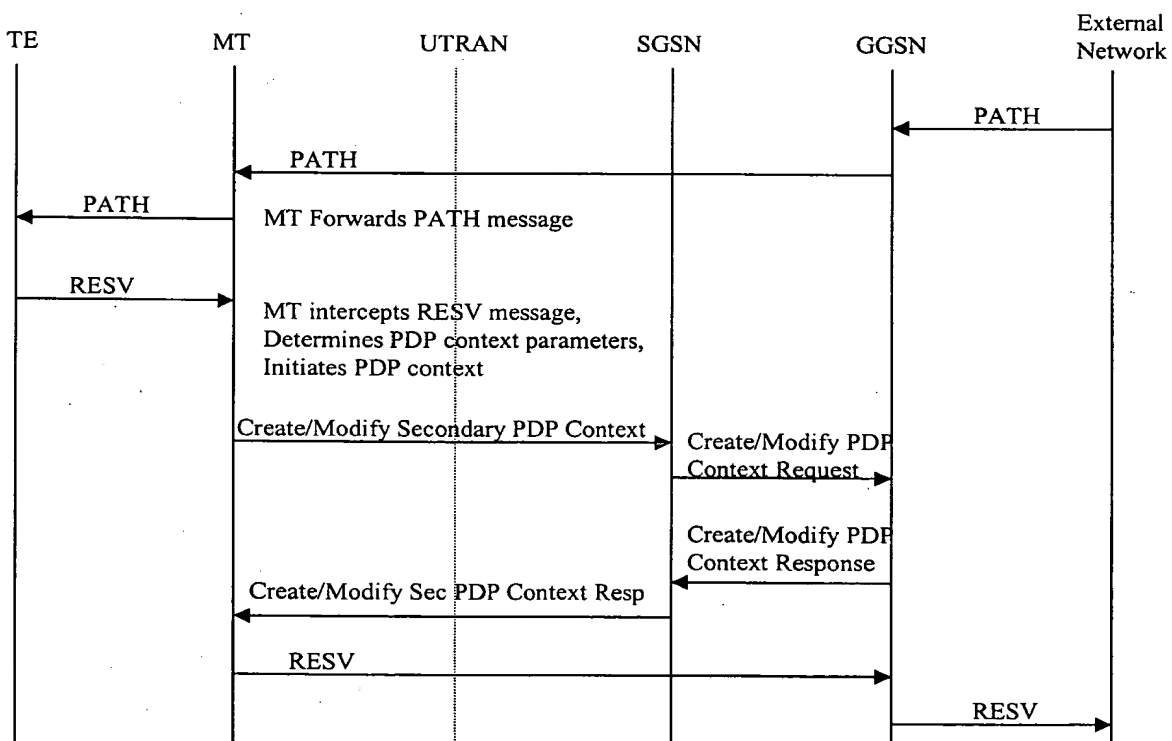 TE
MT
UTRAN
SGSN
GGSN
External
Network
PATH
PATH
PATH
MT Forwards PATH message
RESV
MT intercepts RESV message,
Determines PDP context parameters,
Initiates PDP context
Create/Modify Secondary PDP Context
Create/Modify PDP
Context Request
Create/Modify PDP
Context Response
Create/Modify Sec PDP Context Resp
RESV
RESV